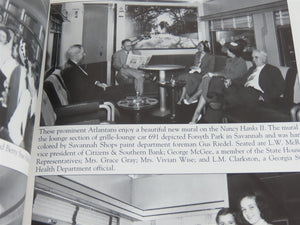 These prominent Atlantans enjoy a beautiful new mural on the Nancy Hanks II. The mural
the lounge section of grille-lounge car 691 depicted Forsyth Park in Savannah and was
colored by Savannah Shops paint department foreman Gus Riedel. Seated are L.W. McR
vice president of Citizens & Southern Bank; George McGee, a member of the State House
Representatives; Mrs. Grace Gray; Mrs. Vivian Wise; and L.M. Clarkston, a Georgia S
Health Department official.